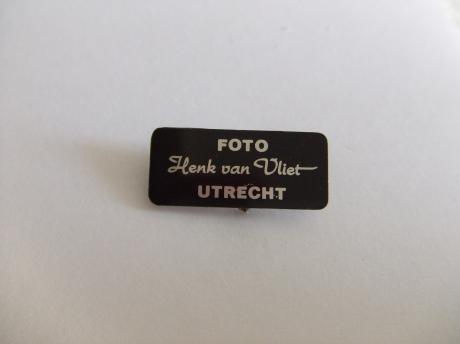 FOTO
Henk van Vliet
UTRECHT